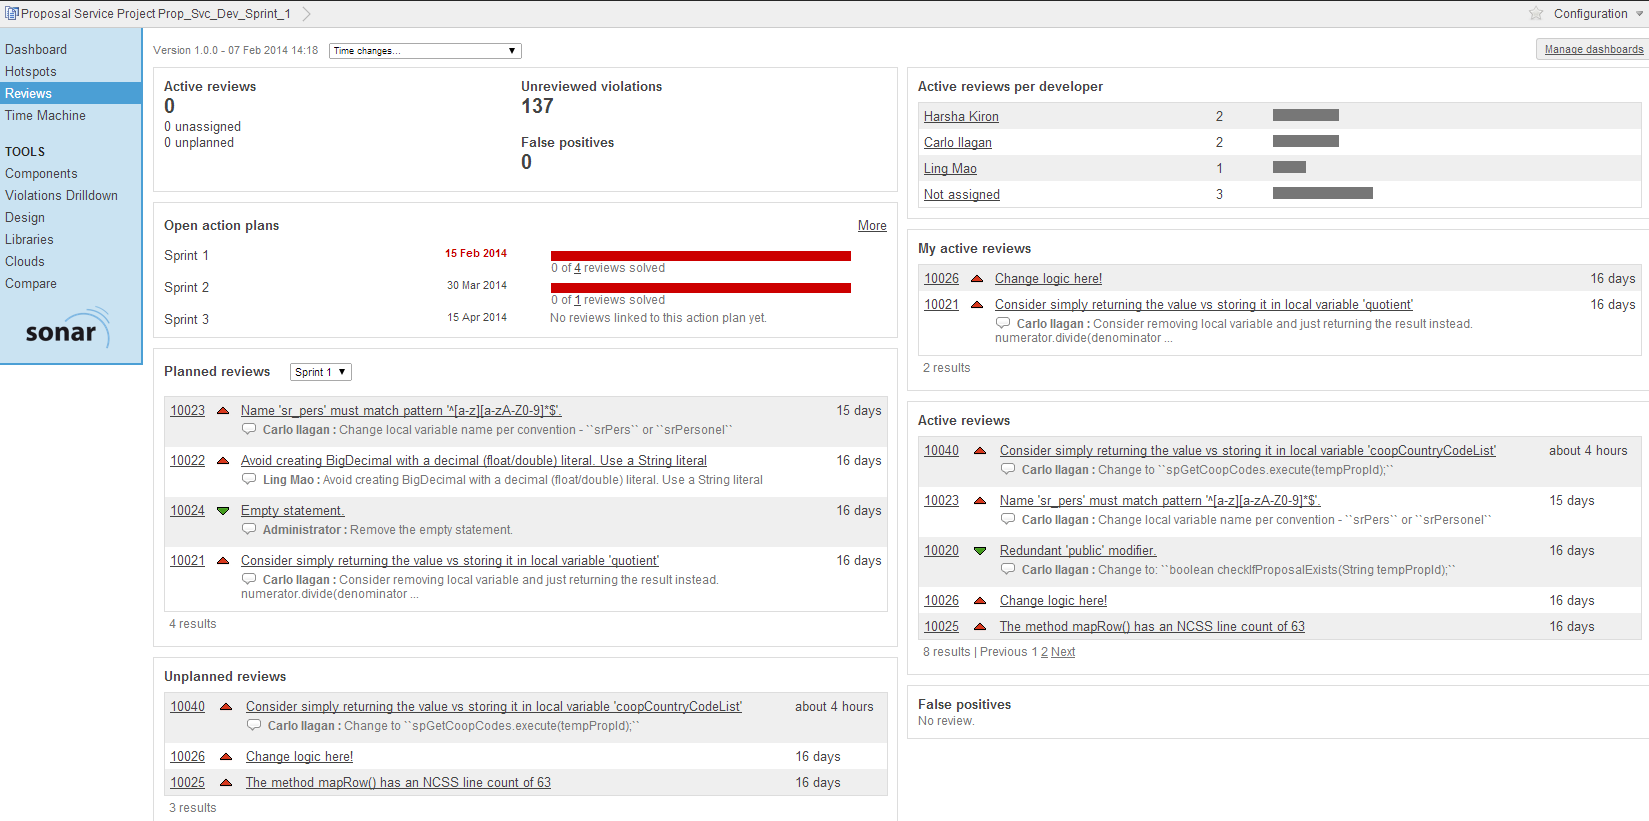 Proposal Service Project Prop_Svc_Dev_Sprint_1
Configuration
Dashboard
Hotspots
Reviews
Time Machine
TOOLS
Components
Violations Drilldown
Design
Libraries
Clouds
Compare
sonar
Version 1.0.0 - 07 Feb 2014 14:18
Time changes...
Manage dashboards
Active reviews
0
0 unassigned
0 unplanned
Unreviewed violations
137
False positives
0
Open action plans More
Sprint 1 15 Feb 2014
0 of 4 reviews solved
Sprint 2 30 Mar 2014
0 of 1 reviews solved
Sprint 3 15 Apr 2014 No reviews linked to this action plan yet.
Planned reviews Sprint 1
10023 Name 'sr_pers' must match pattern '^[a-z][a-zA-Z0-9]*$'. 15 days
Carlo Ilagan : Change local variable name per convention - ``srPers`` or ``srPersonel``
10022 Avoid creating BigDecimal with a decimal (float/double) literal. Use a String literal 16 days
Ling Mao : Avoid creating BigDecimal with a decimal (float/double) literal. Use a String literal
10024 Empty statement. 16 days
Administrator : Remove the empty statement.
10021 Consider simply returning the value vs storing it in local variable 'quotient' 16 days
Carlo Ilagan : Consider removing local variable and just returning the result instead.
numerator.divide(denominator ...
4 results
Unplanned reviews
10040 Consider simply returning the value vs storing it in local variable 'coopCountryCodeList' about 4 hours
Carlo Ilagan : Change to ``spGetCoopCodes.execute(tempPropId);``
10026 Change logic here! 16 days
10025 The method mapRow() has an NCSS line count of 63 16 days
3 results
Active reviews per developer
Harsha Kiron 2
Carlo Ilagan 2
Ling Mao 1
Not assigned 3
My active reviews
10026 Change logic here! 16 days
10021 Consider simply returning the value vs storing it in local variable 'quotient' 16 days
Carlo Ilagan : Consider removing local variable and just returning the result instead.
numerator.divide(denominator ...
2 results
Active reviews
10040 Consider simply returning the value vs storing it in local variable 'coopCountryCodeList' about 4 hours
Carlo Ilagan : Change to ``spGetCoopCodes.execute(tempPropId);``
10023 Name 'sr_pers' must match pattern '^[a-z][a-zA-Z0-9]*$'. 15 days
Carlo Ilagan : Change local variable name per convention - ``srPers`` or ``srPersonel``
10020 Redundant 'public' modifier. 16 days
Carlo Ilagan : Change to: ``boolean checkIfProposalExists(String tempPropId);``
10026 Change logic here! 16 days
10025 The method mapRow() has an NCSS line count of 63 16 days
8 results | Previous 1 2 Next
False positives
No review.